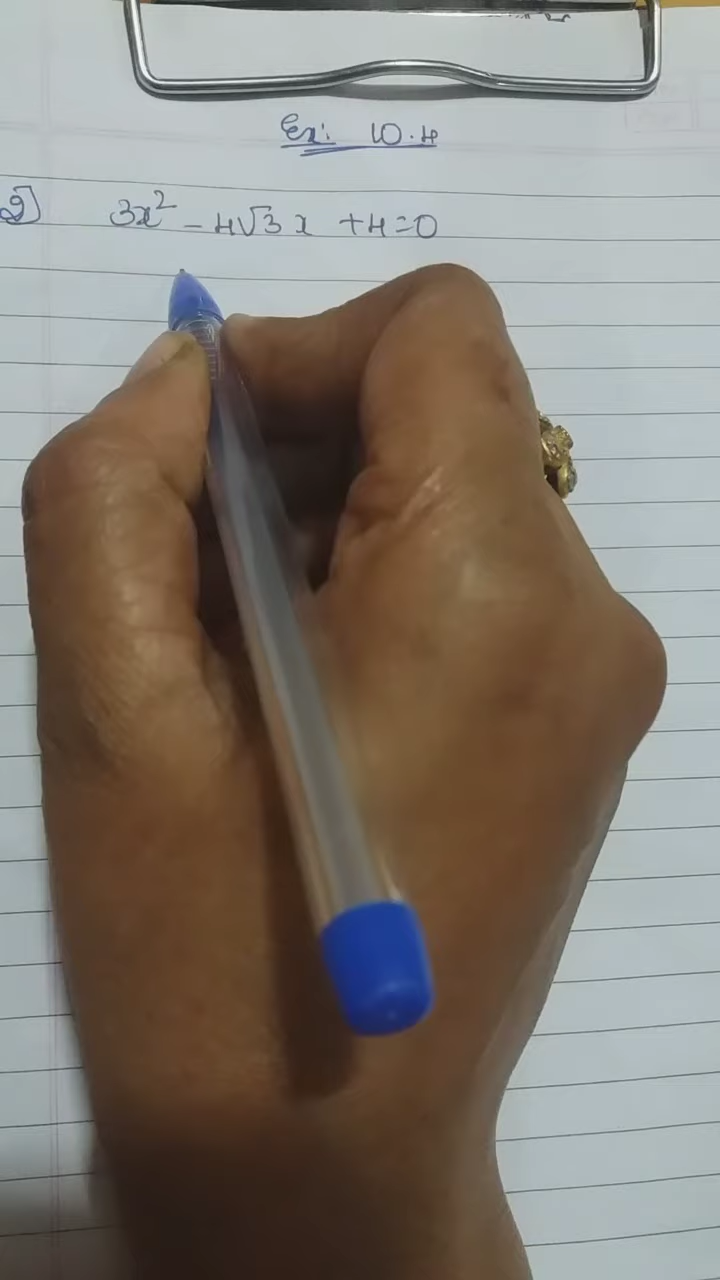 Ex: 10.4
2] 3x² - 4√3 x + 4 = 0